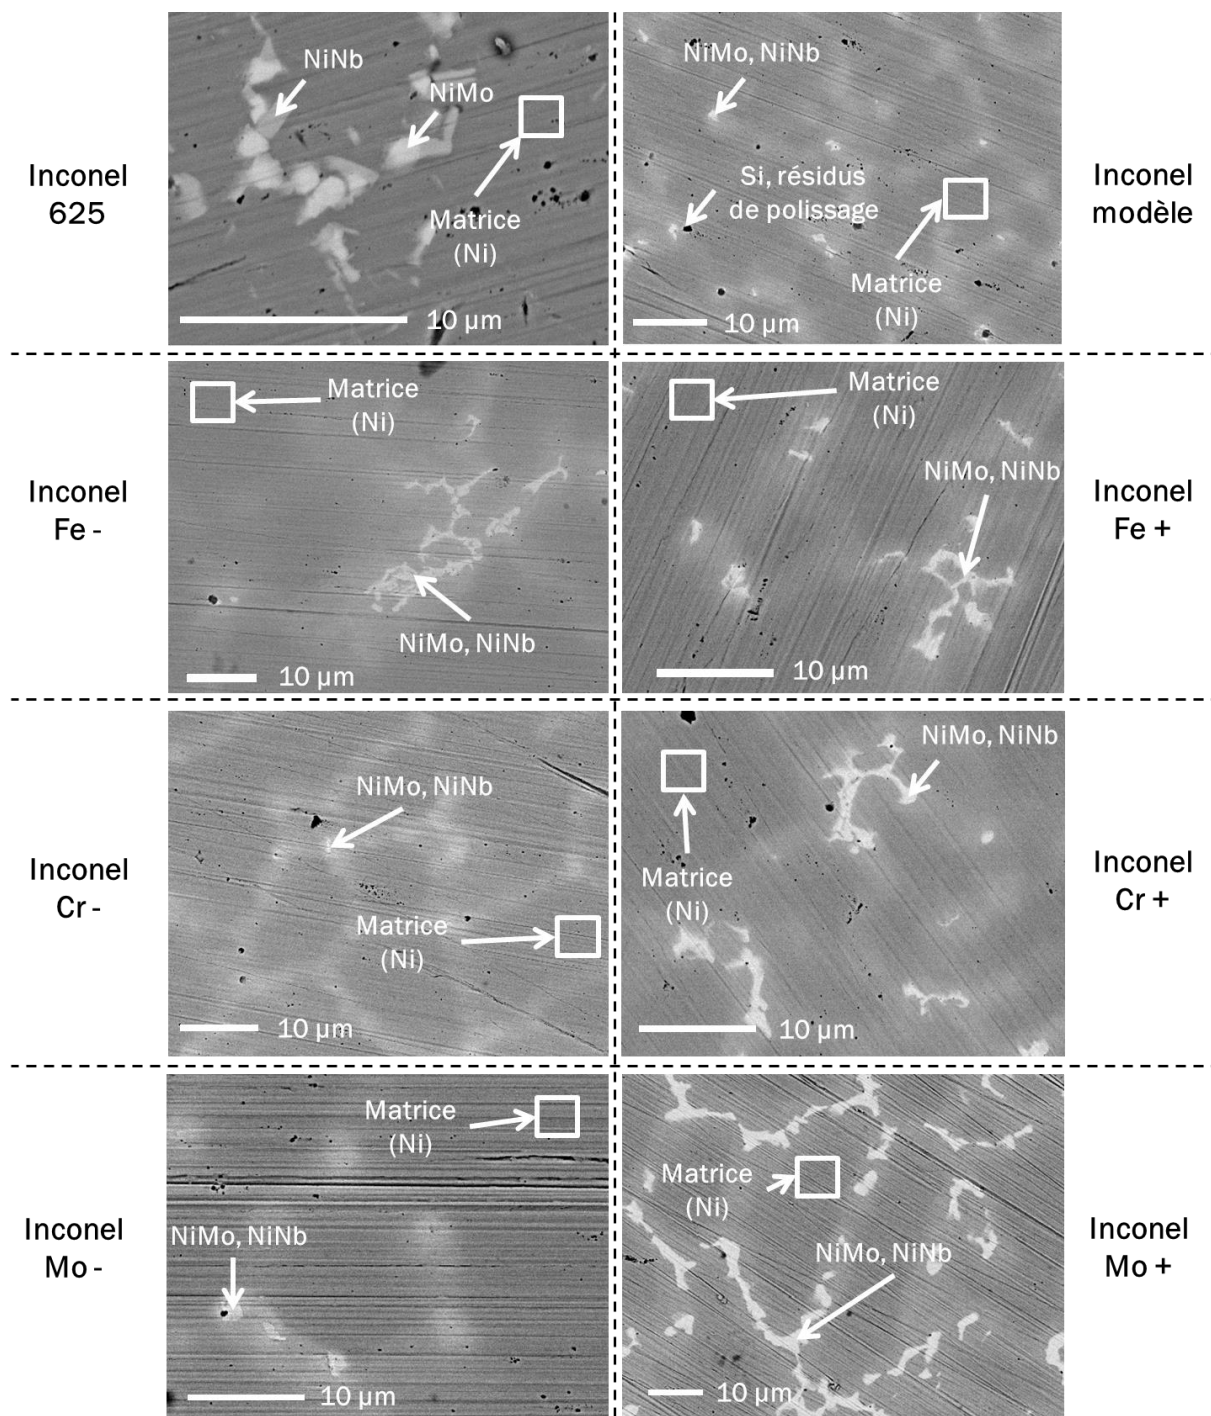 Inconel
625
NiNb
NiMo
Matrice
(Ni)
10 µm
NiMo, NiNb
Si, résidus
de polissage
Matrice
(Ni)
10 µm
Inconel
modèle
Inconel
Fe -
Matrice
(Ni)
NiMo, NiNb
10 µm
Matrice
(Ni)
NiMo, NiNb
10 µm
Inconel
Fe +
Inconel
Cr -
NiMo, NiNb
Matrice
(Ni)
10 µm
NiMo, NiNb
Matrice
(Ni)
10 µm
Inconel
Cr +
Inconel
Mo -
Matrice
(Ni)
NiMo, NiNb
10 µm
Matrice
(Ni)
NiMo, NiNb
10 µm
Inconel
Mo +